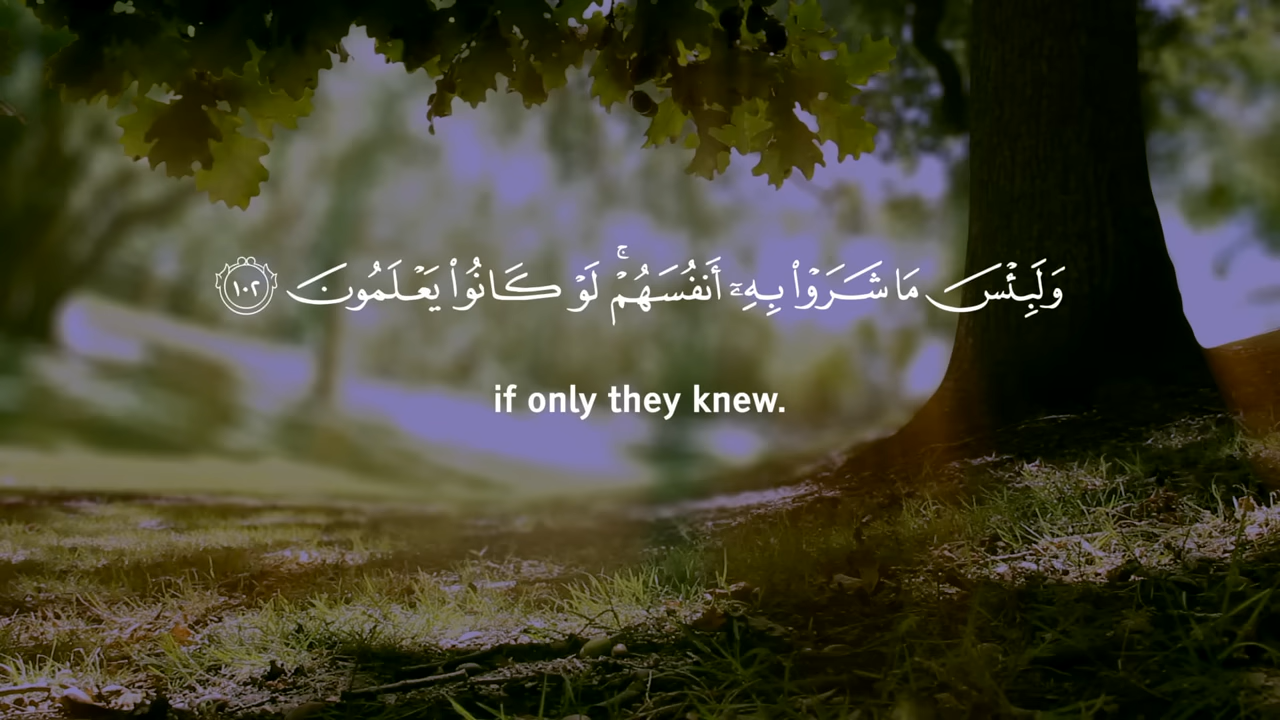 وَلَبِئْسَ مَا شَرَوْا۟ بِهِۦٓ أَنفُسَهُمْ ۚ لَوْ كَانُوا۟ يَعْلَمُونَ ١٠٢
if only they knew.